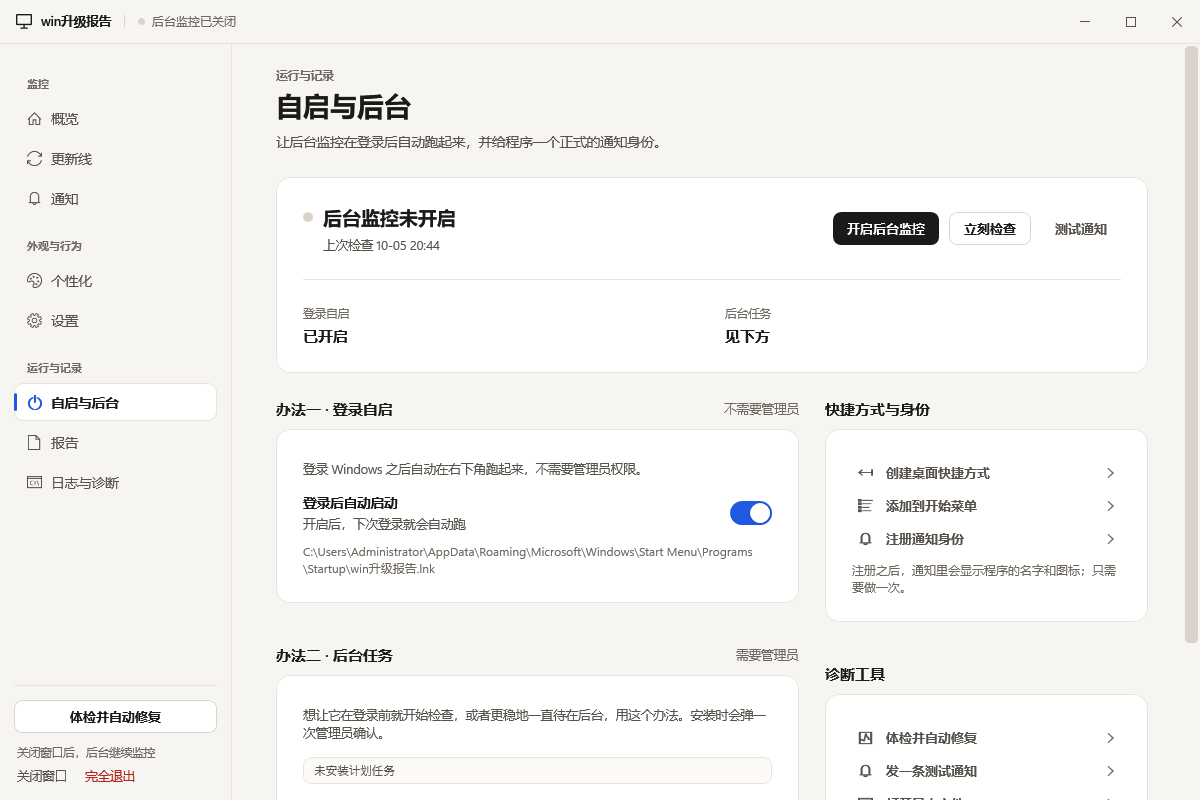 win升级报告
后台监控已关闭
监控
概览
更新线
通知
外观与行为
个性化
设置
运行与记录
自启与后台
报告
日志与诊断
体检并自动修复
关闭窗口后，后台继续监控
关闭窗口
完全退出
运行与记录
自启与后台
让后台监控在登录后自动跑起来，并给程序一个正式的通知身份。
后台监控未开启
上次检查 10-05 20:44
开启后台监控
立刻检查
测试通知
登录自启
已开启
后台任务
见下方
办法一 · 登录自启
不需要管理员
登录 Windows 之后自动在右下角跑起来，不需要管理员权限。
登录后自动启动
开启后，下次登录就会自动跑
C:\Users\Administrator\AppData\Roaming\Microsoft\Windows\Start Menu\Programs
\Startup\win升级报告.lnk
办法二 · 后台任务
需要管理员
想让它在登录前就开始检查，或者更稳地一直待在后台，用这个办法。安装时会弹一
次管理员确认。
未安装计划任务
快捷方式与身份
创建桌面快捷方式
添加到开始菜单
注册通知身份
注册之后，通知里会显示程序的名字和图标；只需
要做一次。
诊断工具
体检并自动修复
发一条测试通知